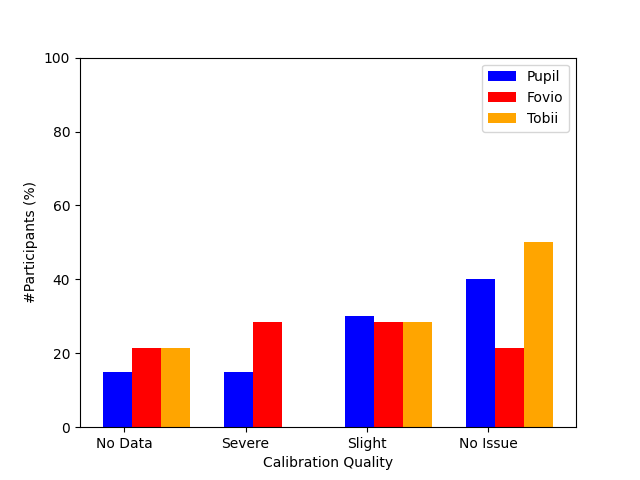 100
80
60
40
20
0
#Participants (%)
Pupil
Fovio
Tobii
No Data Severe Slight No Issue
Calibration Quality